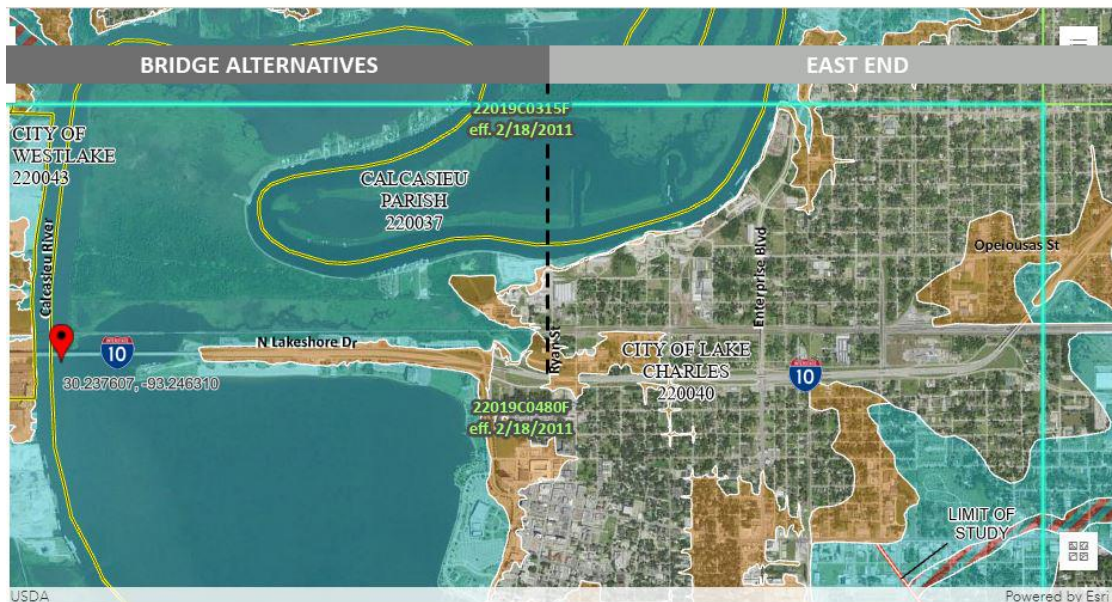 BRIDGE ALTERNATIVES
EAST END
22019C0315F
eff. 2/18/2011
CITY OF
WESTLAKE
220043
CALCASIEU
PARISH
220037
Calcasieu River
Enterprise Blvd
Opelousas St
INTERSTATE
10
N Lakeshore Dr
Ryan St
CITY OF LAKE
CHARLES
220040
INTERSTATE
10
30.237607, -93.246310
22019C0480F
eff. 2/18/2011
LIMIT OF
STUDY
USDA
Powered by Esri